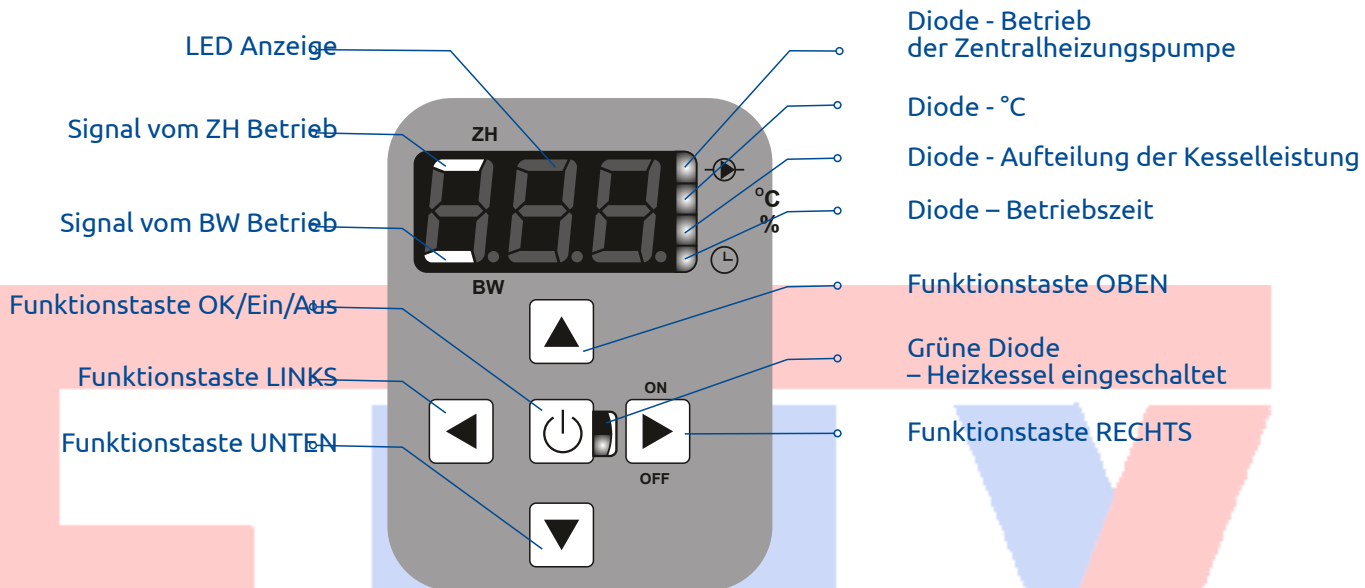 LED Anzeige
Signal vom ZH Betrieb
Signal vom BW Betrieb
Funktionstaste OK/Ein/Aus
Funktionstaste LINKS
Funktionstaste UNTEN
ZH
BW
°C
%
ON
OFF
Diode - Betrieb
der Zentralheizungspumpe
Diode - °C
Diode - Aufteilung der Kesselleistung
Diode – Betriebszeit
Funktionstaste OBEN
Grüne Diode
– Heizkessel eingeschaltet
Funktionstaste RECHTS